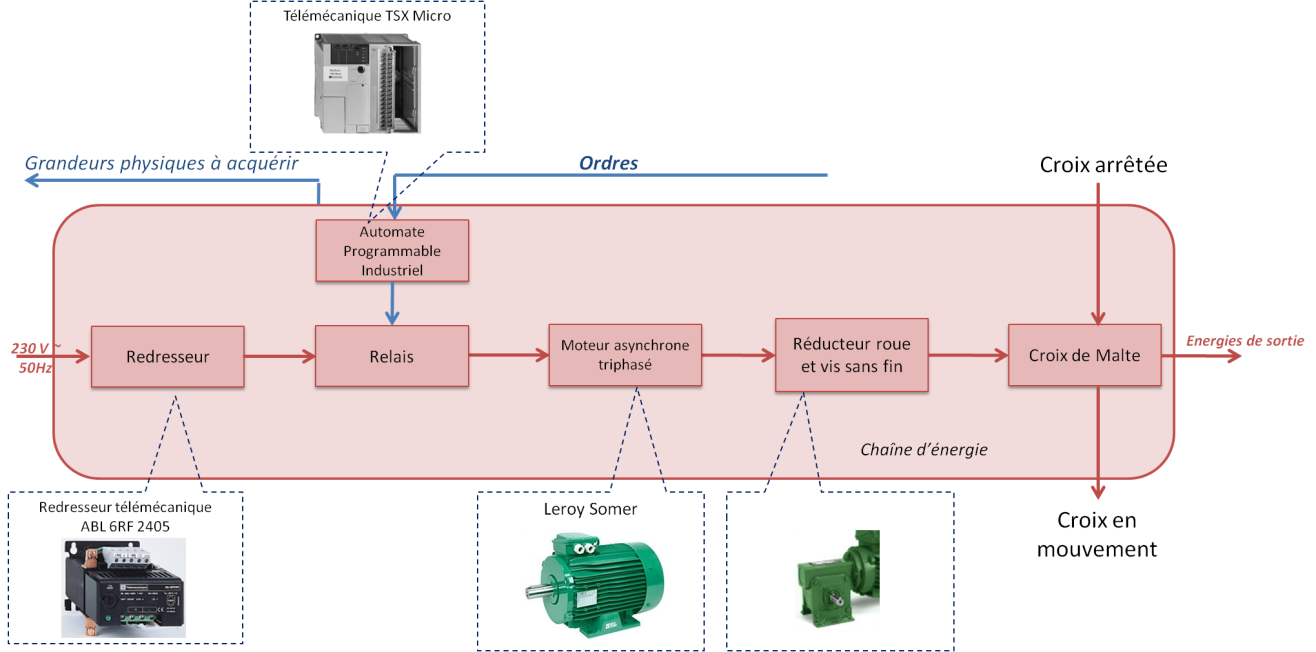 Télémécanique TSX Micro
Grandeurs physiques à acquérir
Ordres
Croix arrêtée
Automate
Programmable
Industriel
230 V ~
50Hz
Redresseur
Relais
Moteur asynchrone
triphasé
Réducteur roue
et vis sans fin
Croix de Malte
Energies de sortie
Chaîne d’énergie
Redresseur télémécanique
ABL 6RF 2405
Leroy Somer
Croix en
mouvement